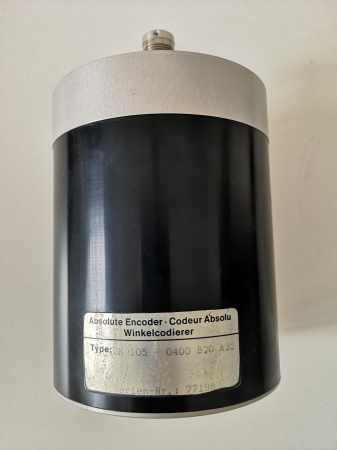 Absolute Encoder · Codeur Absolu
Winkelcodierer
Type: 105 - 0400 B20 A35
Serien-Nr.: 77198